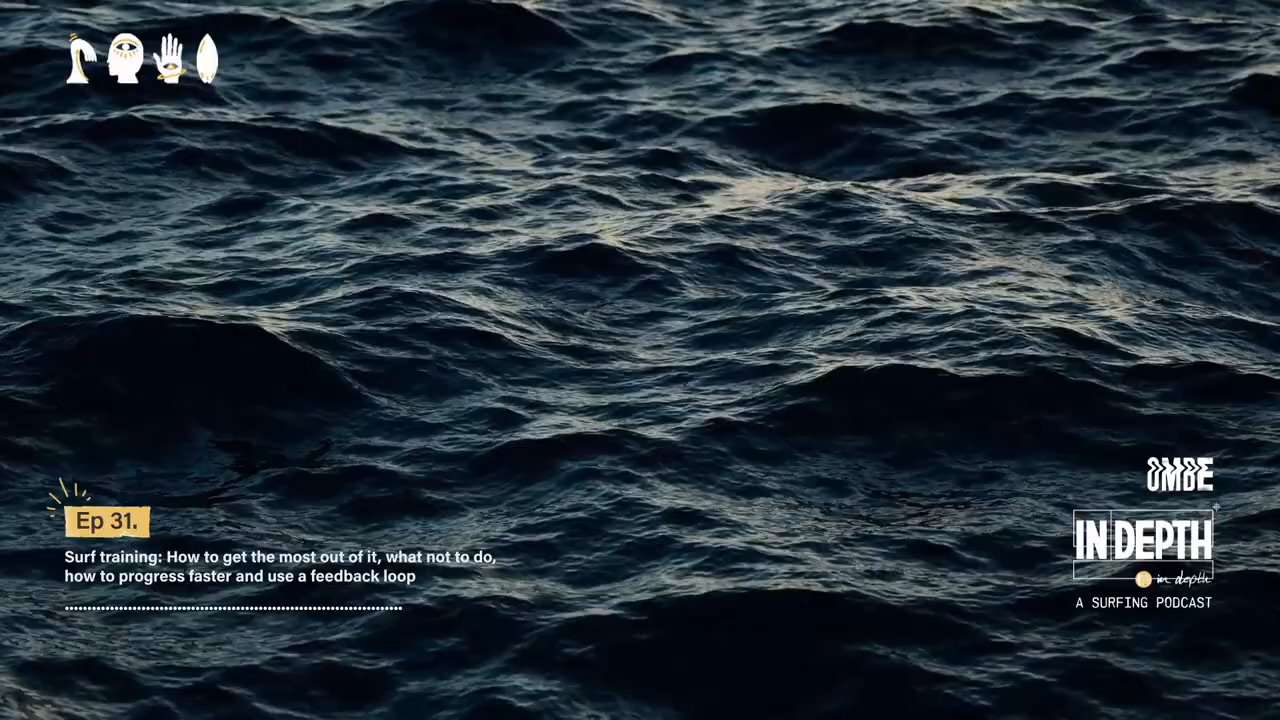 Ep 31.
Surf training: How to get the most out of it, what not to do,
how to progress faster and use a feedback loop
OMBE
IN DEPTH
in depth
A SURFING PODCAST